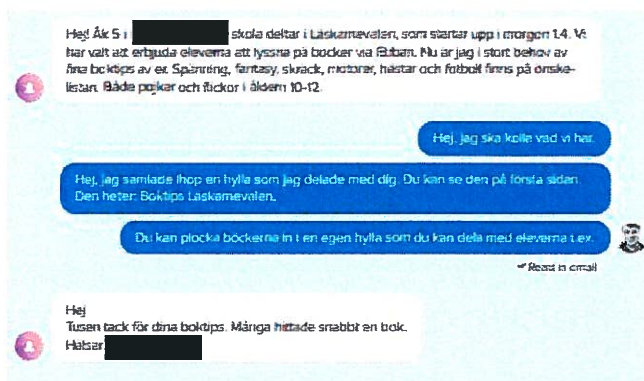 Hej! Åk 5 i skola deltar i Läskarnevalen, som startar upp i morgon 1.4. Vi
har valt att erbjuda eleverna att lyssna på böcker via Biban. Nu är jag i stort behov av
fina boktips av er. Spänning, fantasy, skräck, motorer, hästar och fotboll finns på önske-
listan. Både pojkar och flickor i åldern 10-12.
Hej, jag ska kolle vad vi har.
Hej, jag samlade ihop en hylla som jag delade med dig. Du kan se den på första sidan.
Den heter: Boktips Läskarnevalen.
Du kan plocka böckerna in i en egen hylla som du kan dela med eleverna t.ex.
Read in email
Hej
Tusen tack för dina boktips. Många hittade snabbt en bok.
Hälsar